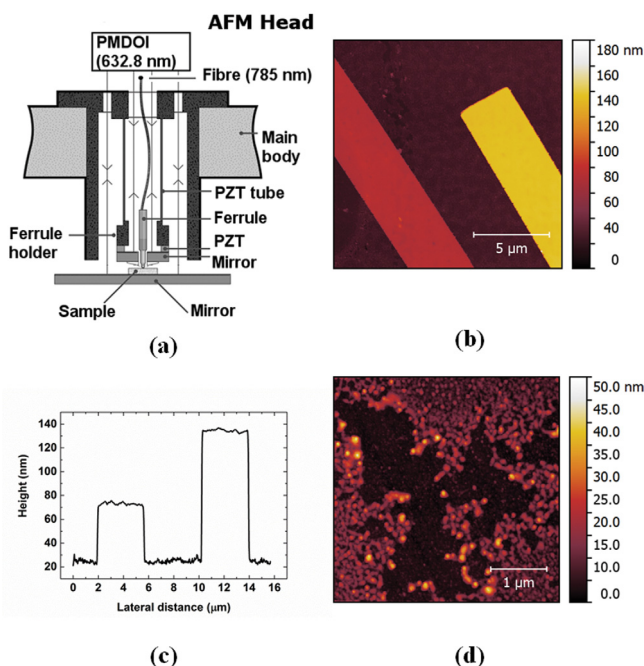 AFM Head
PMDOI
(632.8 nm)
Fibre (785 nm)
Main
body
PZT tube
Ferrule
Ferrule
holder
PZT
Mirror
Sample
Mirror
(a)
180 nm
160
140
120
100
80
60
40
20
0
5 µm
(b)
Height (nm)
140
120
100
80
60
40
20
0 2 4 6 8 10 12 14 16
Lateral distance (µm)
(c)
50.0 nm
45.0
40.0
35.0
30.0
25.0
20.0
15.0
10.0
5.0
0.0
1 µm
(d)